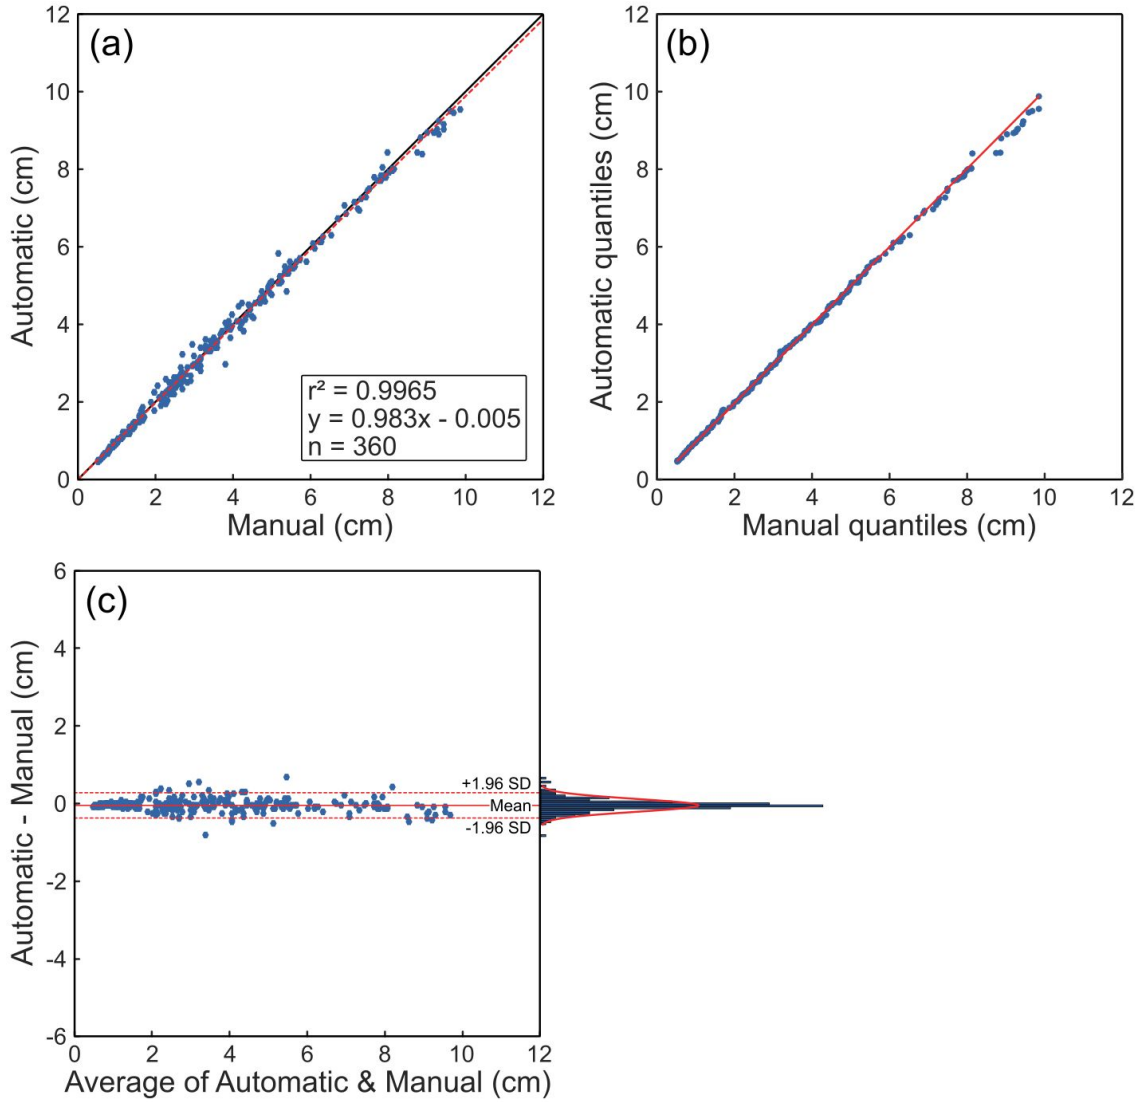 (a)
12
10
8
6
4
2
0
Automatic (cm)
r² = 0.9965
y = 0.983x - 0.005
n = 360
0 2 4 6 8 10 12
Manual (cm)
(b)
12
10
8
6
4
2
0
Automatic quantiles (cm)
0 2 4 6 8 10 12
Manual quantiles (cm)
(c)
6
4
2
0
-2
-4
-6
Automatic - Manual (cm)
+1.96 SD
Mean
-1.96 SD
0 2 4 6 8 10 12
Average of Automatic & Manual (cm)